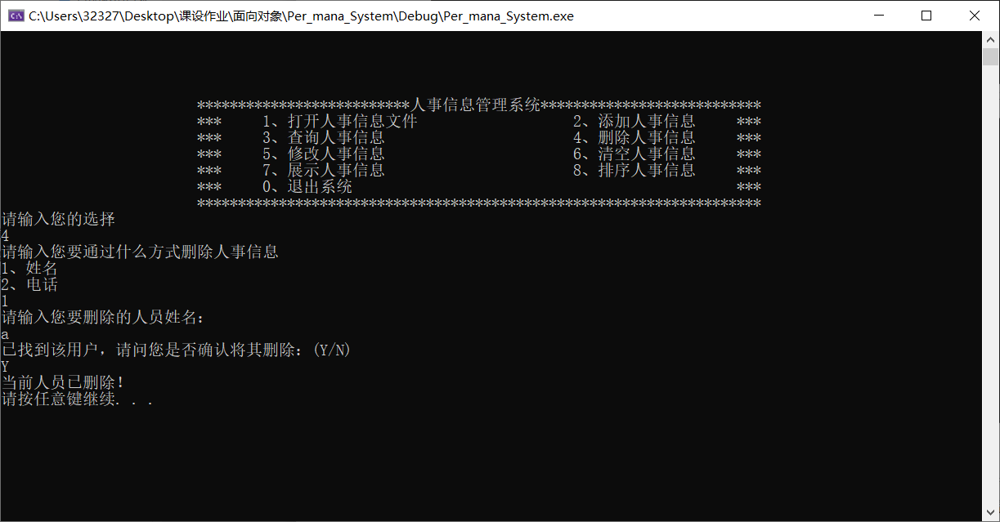 C:\Users\32327\Desktop\课设作业\面向对象\Per_mana_System\Debug\Per_mana_System.exe
**************************人事信息管理系统***************************
*** 1、打开人事信息文件 2、添加人事信息 ***
*** 3、查询人事信息 4、删除人事信息 ***
*** 5、修改人事信息 6、清空人事信息 ***
*** 7、展示人事信息 8、排序人事信息 ***
*** 0、退出系统 ***
*********************************************************************
请输入您的选择
4
请输入您要通过什么方式删除人事信息
1、姓名
2、电话
1
请输入您要删除的人员姓名：
a
已找到该用户，请问您是否确认将其删除：(Y/N)
Y
当前人员已删除！
请按任意键继续. . .